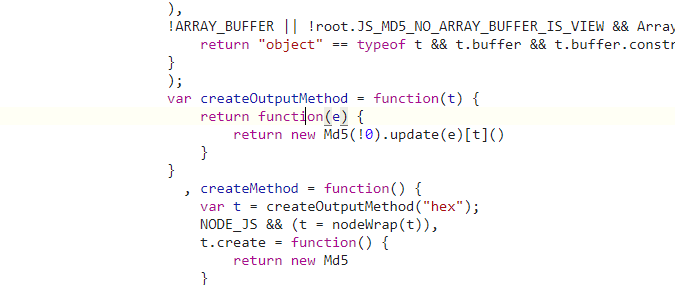 ),
!ARRAY_BUFFER || !root.JS_MD5_NO_ARRAY_BUFFER_IS_VIEW && Array
return "object" == typeof t && t.buffer && t.buffer.constr
}
);
var createOutputMethod = function(t) {
return function(e) {
return new Md5(!0).update(e)[t]()
}
}
, createMethod = function() {
var t = createOutputMethod("hex");
NODE_JS && (t = nodeWrap(t)),
t.create = function() {
return new Md5
}